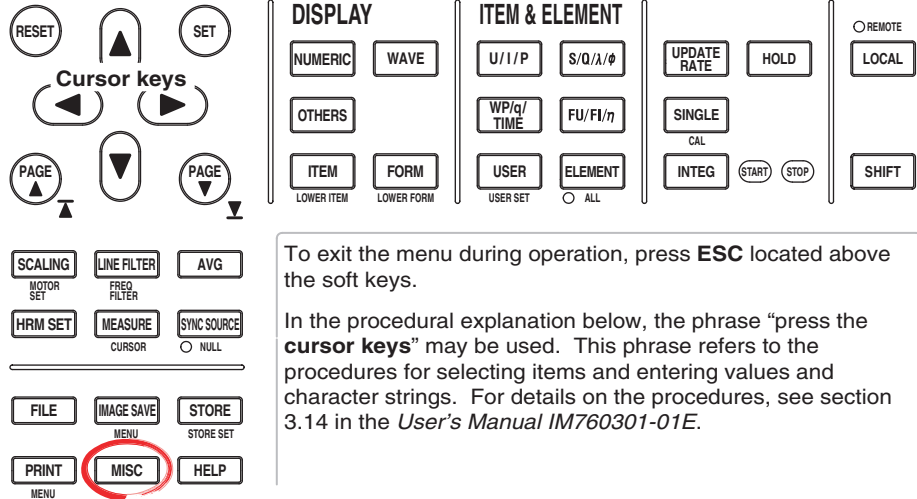 RESET
SET
Cursor keys
PAGE
PAGE
DISPLAY
NUMERIC
WAVE
OTHERS
ITEM
FORM
LOWER ITEM
LOWER FORM
ITEM & ELEMENT
U/I/P
S/Q/λ/ϕ
WP/q/
TIME
FU/FI/η
USER
ELEMENT
USER SET
ALL
UPDATE
RATE
HOLD
SINGLE
CAL
INTEG
START
STOP
REMOTE
LOCAL
SHIFT
SCALING
LINE FILTER
AVG
MOTOR
SET
FREQ
FILTER
HRM SET
MEASURE
SYNC SOURCE
CURSOR
NULL
FILE
IMAGE SAVE
STORE
MENU
STORE SET
PRINT
MISC
HELP
MENU
To exit the menu during operation, press ESC located above
the soft keys.
In the procedural explanation below, the phrase “press the
cursor keys” may be used. This phrase refers to the
procedures for selecting items and entering values and
character strings. For details on the procedures, see section
3.14 in the User’s Manual IM760301-01E.